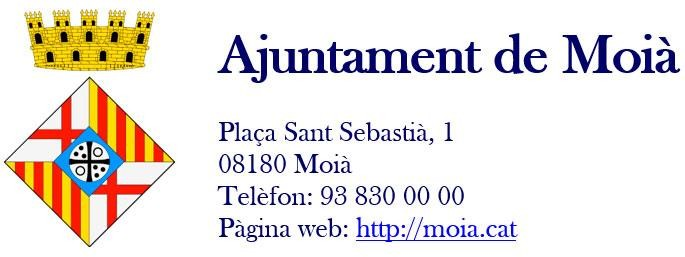 Ajuntament de Moià
Plaça Sant Sebastià, 1
08180 Moià
Telèfon: 93 830 00 00
Pàgina web: http://moia.cat